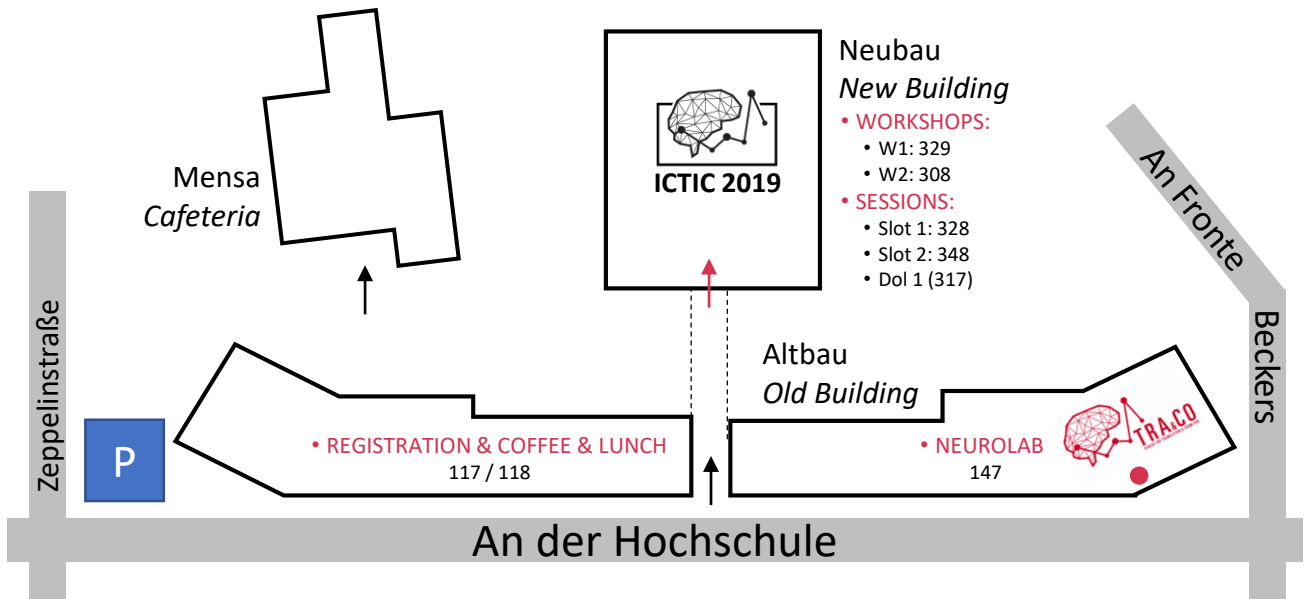 Neubau
New Building
• WORKSHOPS:
• W1: 329
• W2: 308
• SESSIONS:
• Slot 1: 328
• Slot 2: 348
• Dol 1 (317)
ICTIC 2019
Mensa
Cafeteria
An Fronte
Beckers
Zeppelinstraße
P
Altbau
Old Building
• REGISTRATION & COFFEE & LUNCH
117 / 118
• NEUROLAB
147
TRA&CO
An der Hochschule